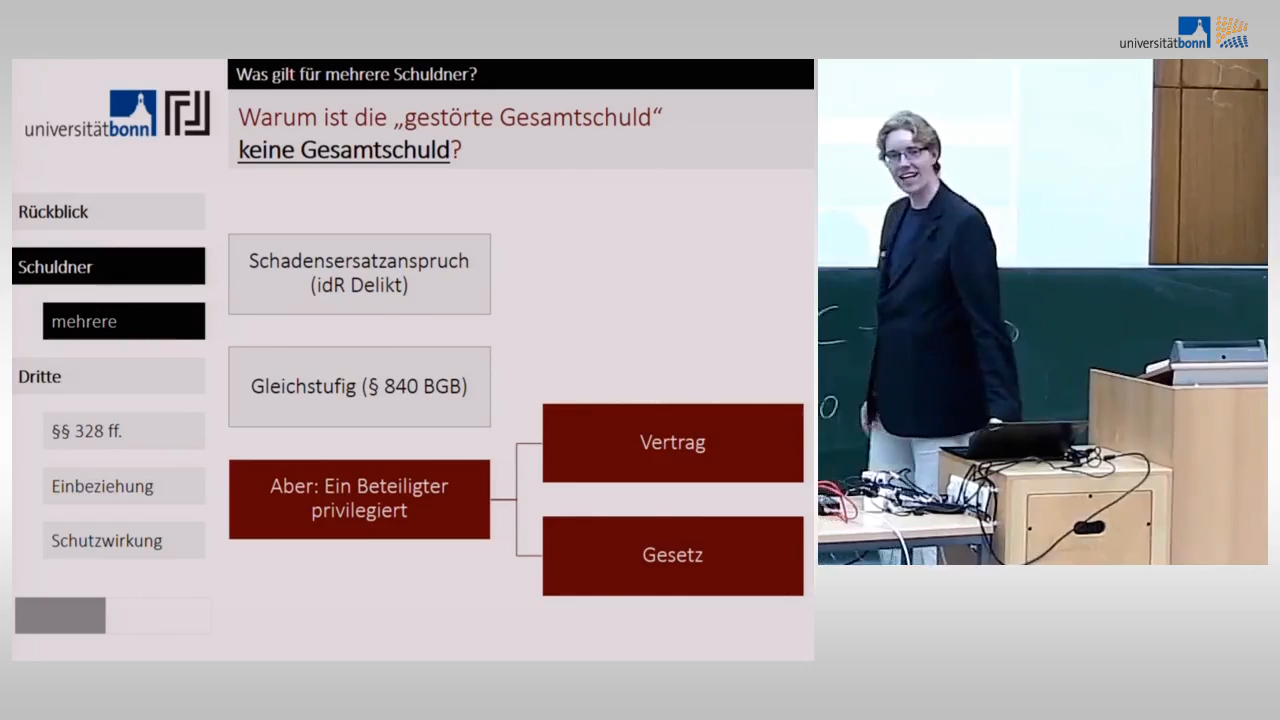 universitätbonn
universitätbonn
Was gilt für mehrere Schuldner?
Warum ist die „gestörte Gesamtschuld“
keine Gesamtschuld?
Rückblick
Schuldner
mehrere
Dritte
§§ 328 ff.
Einbeziehung
Schutzwirkung
Schadensersatzanspruch
(idR Delikt)
Gleichstufig (§ 840 BGB)
Aber: Ein Beteiligter
privilegiert
Vertrag
Gesetz